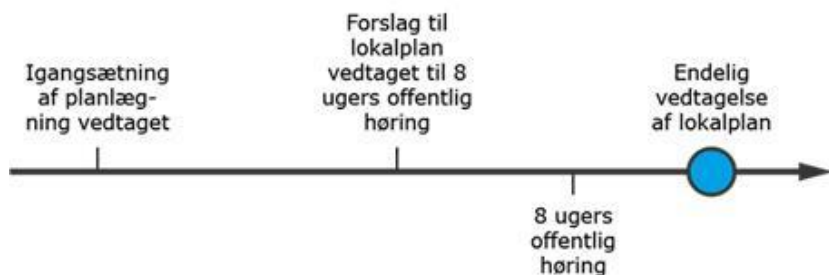 Igangsætning
af planlæg-
ning vedtaget
Forslag til
lokalplan
vedtaget til 8
ugers offentlig
høring
8 ugers
offentlig
høring
Endelig
vedtagelse
af lokalplan